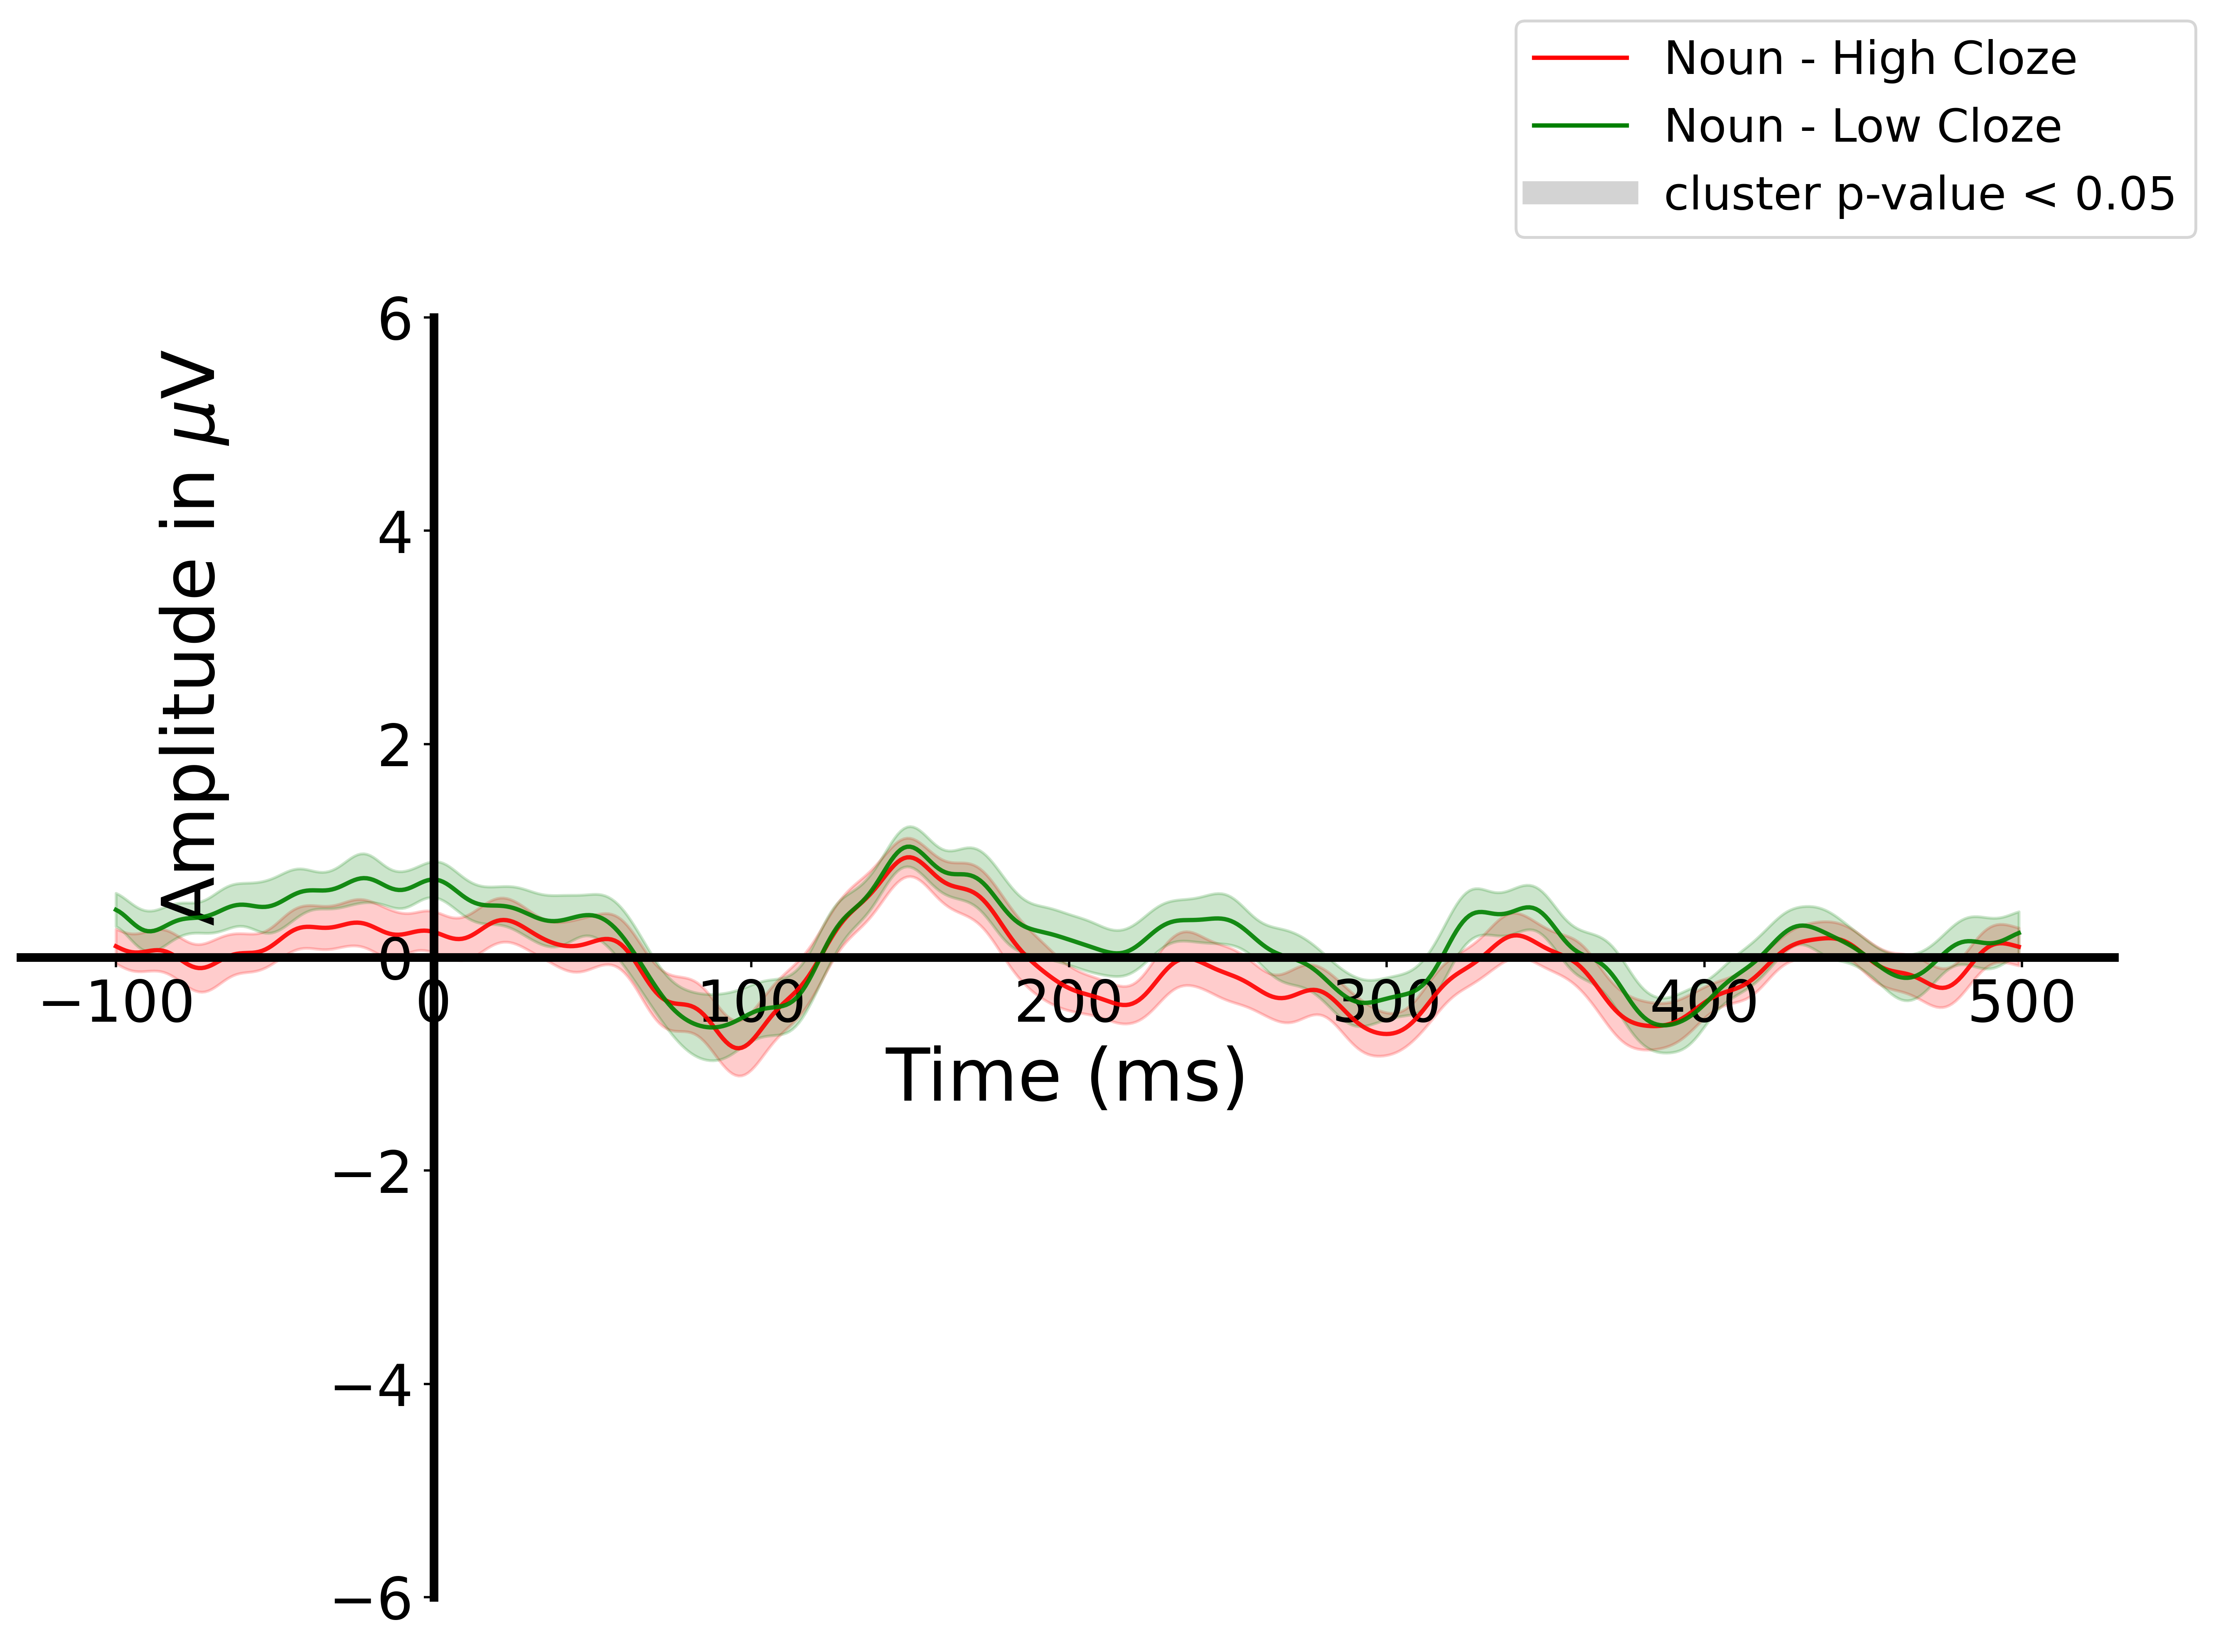 Noun - High Cloze
Noun - Low Cloze
cluster p-value < 0.05
Amplitude in µV
6
4
2
0
−2
−4
−6
−100 0 100 200 300 400 500
Time (ms)